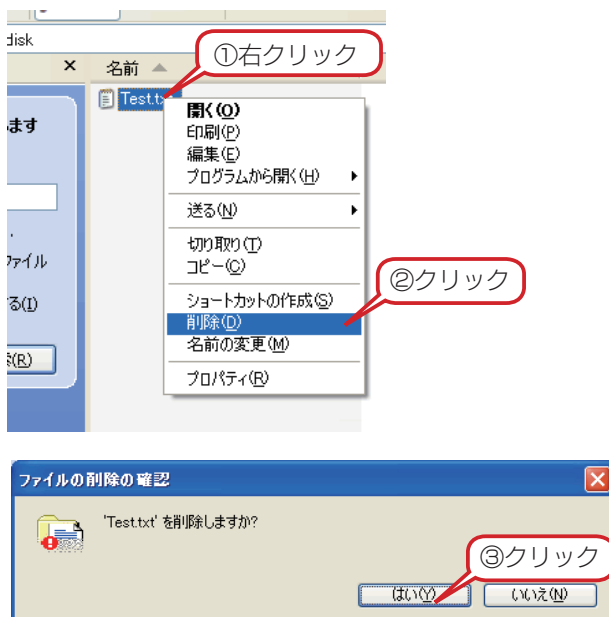 disk
①右クリック
名前
Test.txt
ます
開く(O)
印刷(P)
編集(E)
プログラムから開く(H)
送る(N)
ファイル
切り取り(T)
コピー(C)
②クリック
する(I)
ショートカットの作成(S)
削除(D)
名前の変更(M)
(R)
プロパティ(R)
ファイルの削除の確認
'Test.txt' を削除しますか?
③クリック
はい(Y)
いいえ(N)